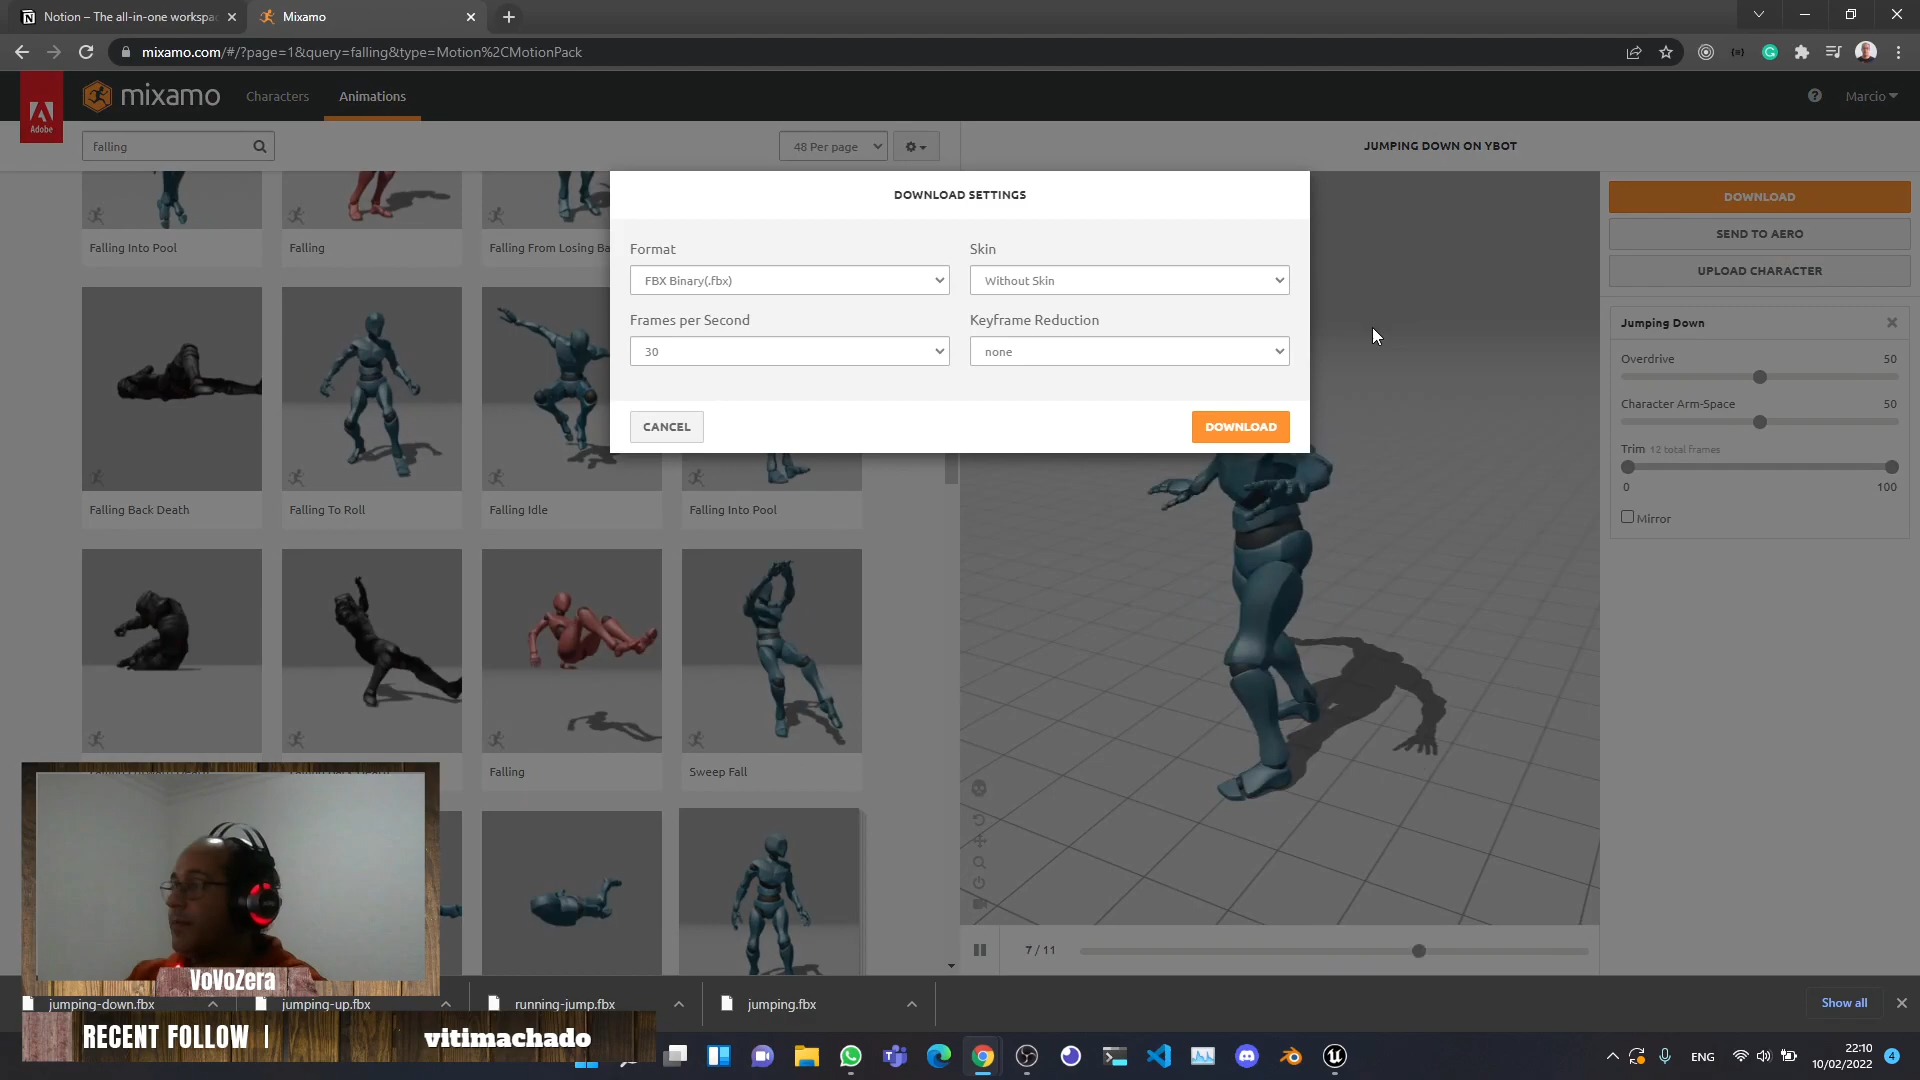 Notion – The all-in-one workspac
Mixamo
mixamo.com/#/?page=1&query=falling&type=Motion%2CMotionPack
Adobe
mixamo
Characters
Animations
Marcio
falling
48 Per page
JUMPING DOWN ON YBOT
DOWNLOAD SETTINGS
Format
Skin
FBX Binary(.fbx)
Without Skin
Frames per Second
Keyframe Reduction
30
none
CANCEL
DOWNLOAD
DOWNLOAD
SEND TO AERO
UPLOAD CHARACTER
Jumping Down
Overdrive
50
Character Arm-Space
50
Trim 12 total frames
0
100
Mirror
Falling Into Pool
Falling
Falling From Losing Ba
Falling Back Death
Falling To Roll
Falling Idle
Falling Into Pool
Falling
Sweep Fall
7 / 11
VoVoZera
jumping-down.fbx
jumping-up.fbx
running-jump.fbx
jumping.fbx
Show all
RECENT FOLLOW |
vitimachado
ENG
22:10
10/02/2022
4